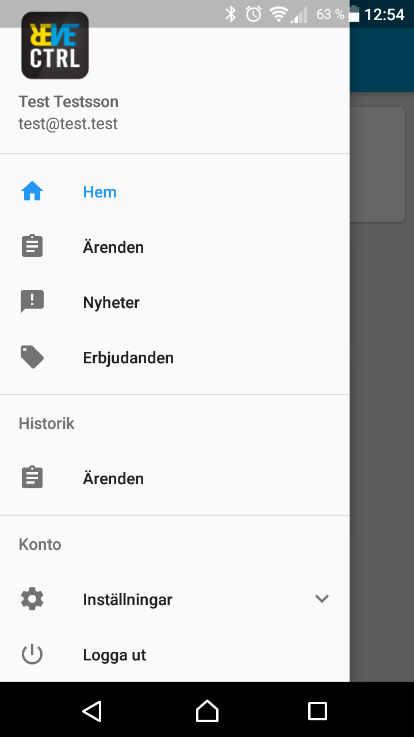 63 % 12:54
REVE
CTRL
Test Testsson
test@test.test
Hem
Ärenden
Nyheter
Erbjudanden
Historik
Ärenden
Konto
Inställningar
Logga ut